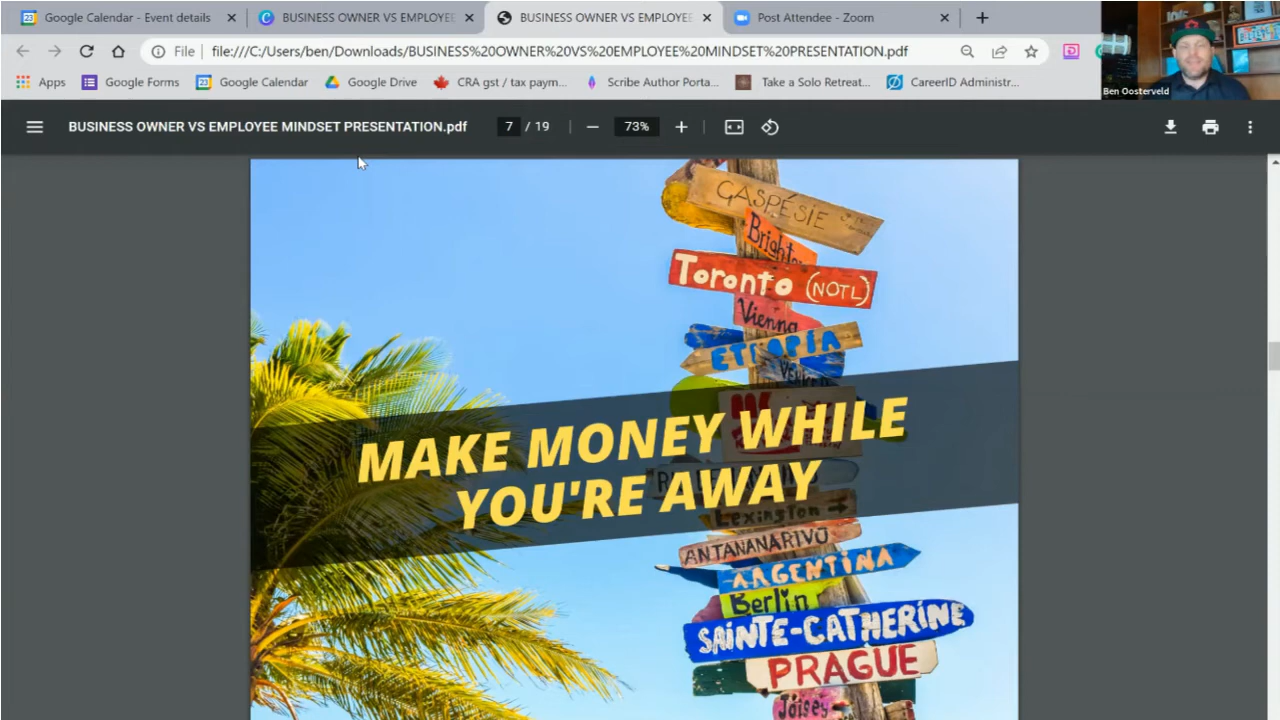 Google Calendar - Event details
BUSINESS OWNER VS EMPLOYEE
BUSINESS OWNER VS EMPLOYEE
Post Attendee - Zoom
File
file:///C:/Users/ben/Downloads/BUSINESS%20OWNER%20VS%20EMPLOYEE%20MINDSET%20PRESENTATION.pdf
Apps
Google Forms
Google Calendar
Google Drive
CRA gst / tax paym...
Scribe Author Porta...
Take a Solo Retreat...
CareerID Administr...
Ben Oosterveld
BUSINESS OWNER VS EMPLOYEE MINDSET PRESENTATION.pdf
7 / 19
73%
GASPÉSIE
Toronto (NOTL)
Vienna
MAKE MONEY WHILE
YOU'RE AWAY
Lexington
ANTANANARIVO
ARGENTINA
Berlin
SAINTE-CATHERINE
PRAGUE
Joisey